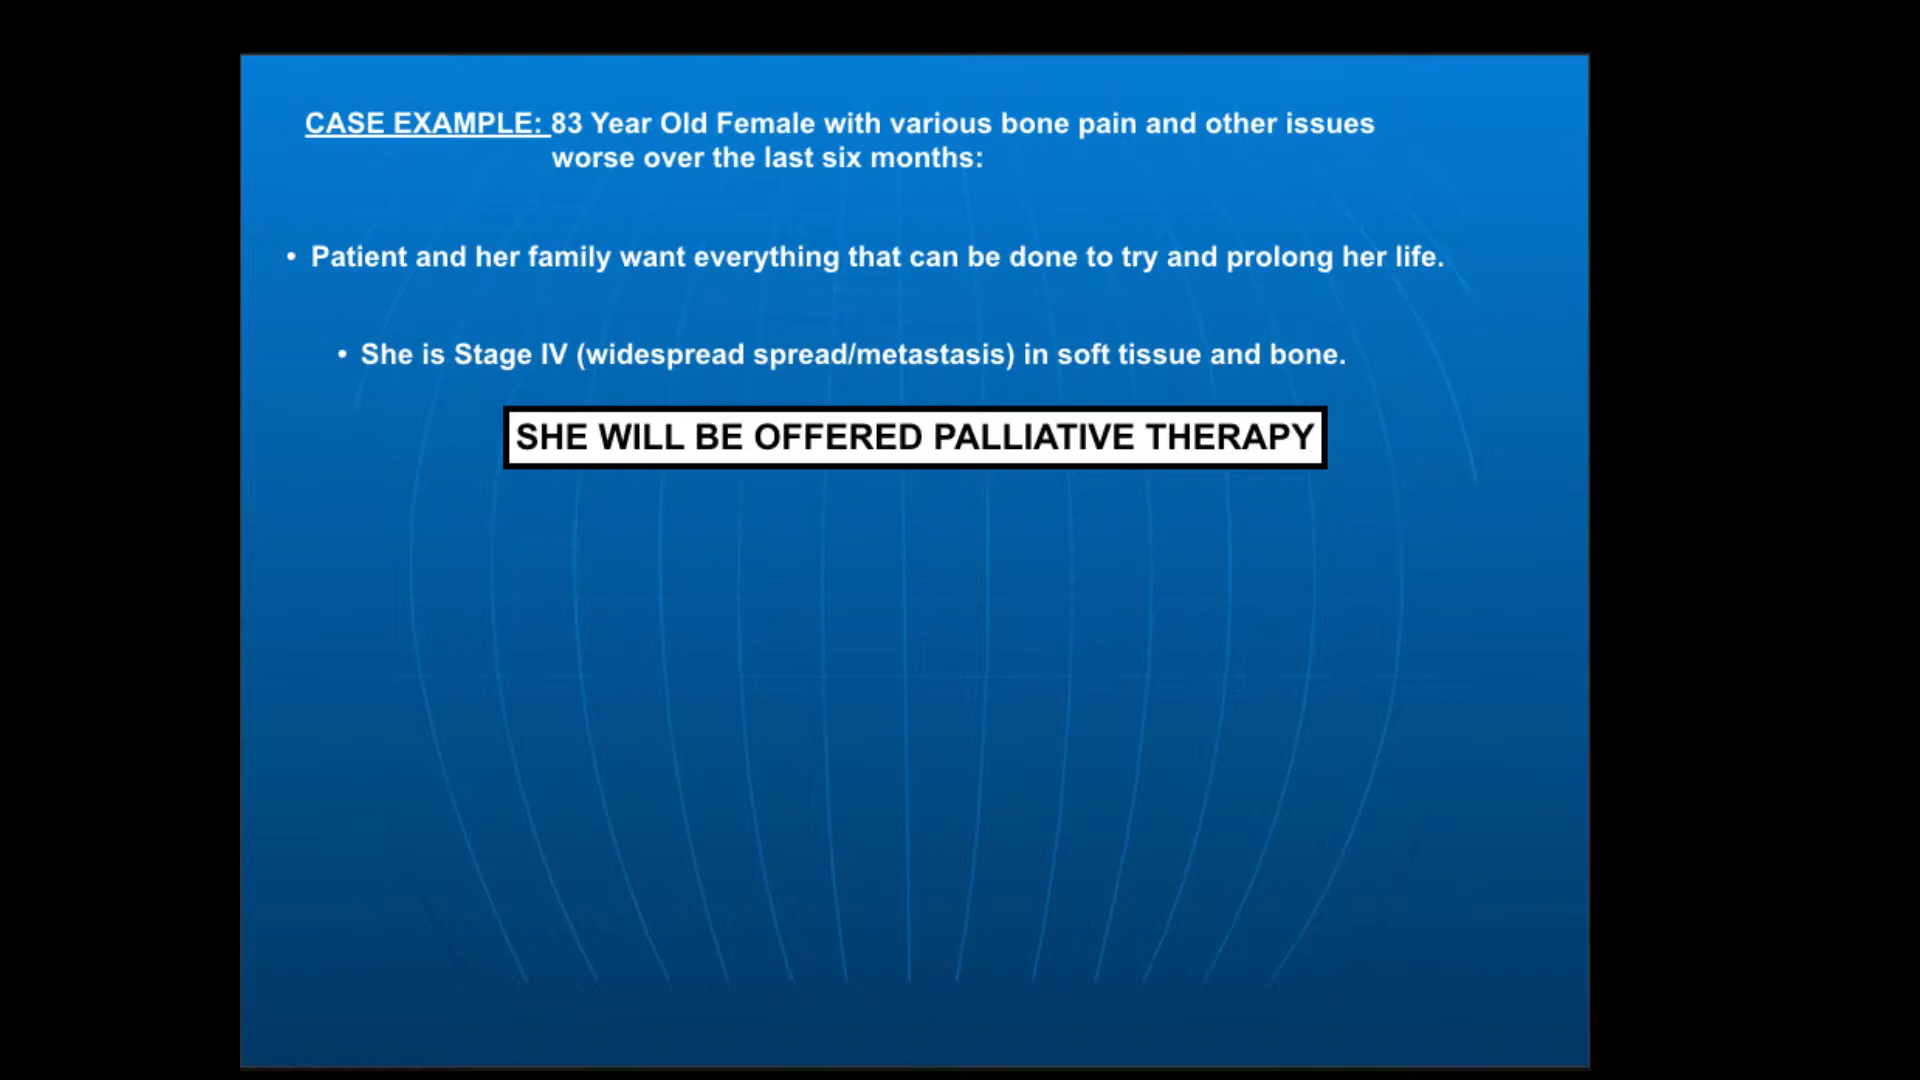 CASE EXAMPLE: 83 Year Old Female with various bone pain and other issues
worse over the last six months:
• Patient and her family want everything that can be done to try and prolong her life.
• She is Stage IV (widespread spread/metastasis) in soft tissue and bone.
SHE WILL BE OFFERED PALLIATIVE THERAPY